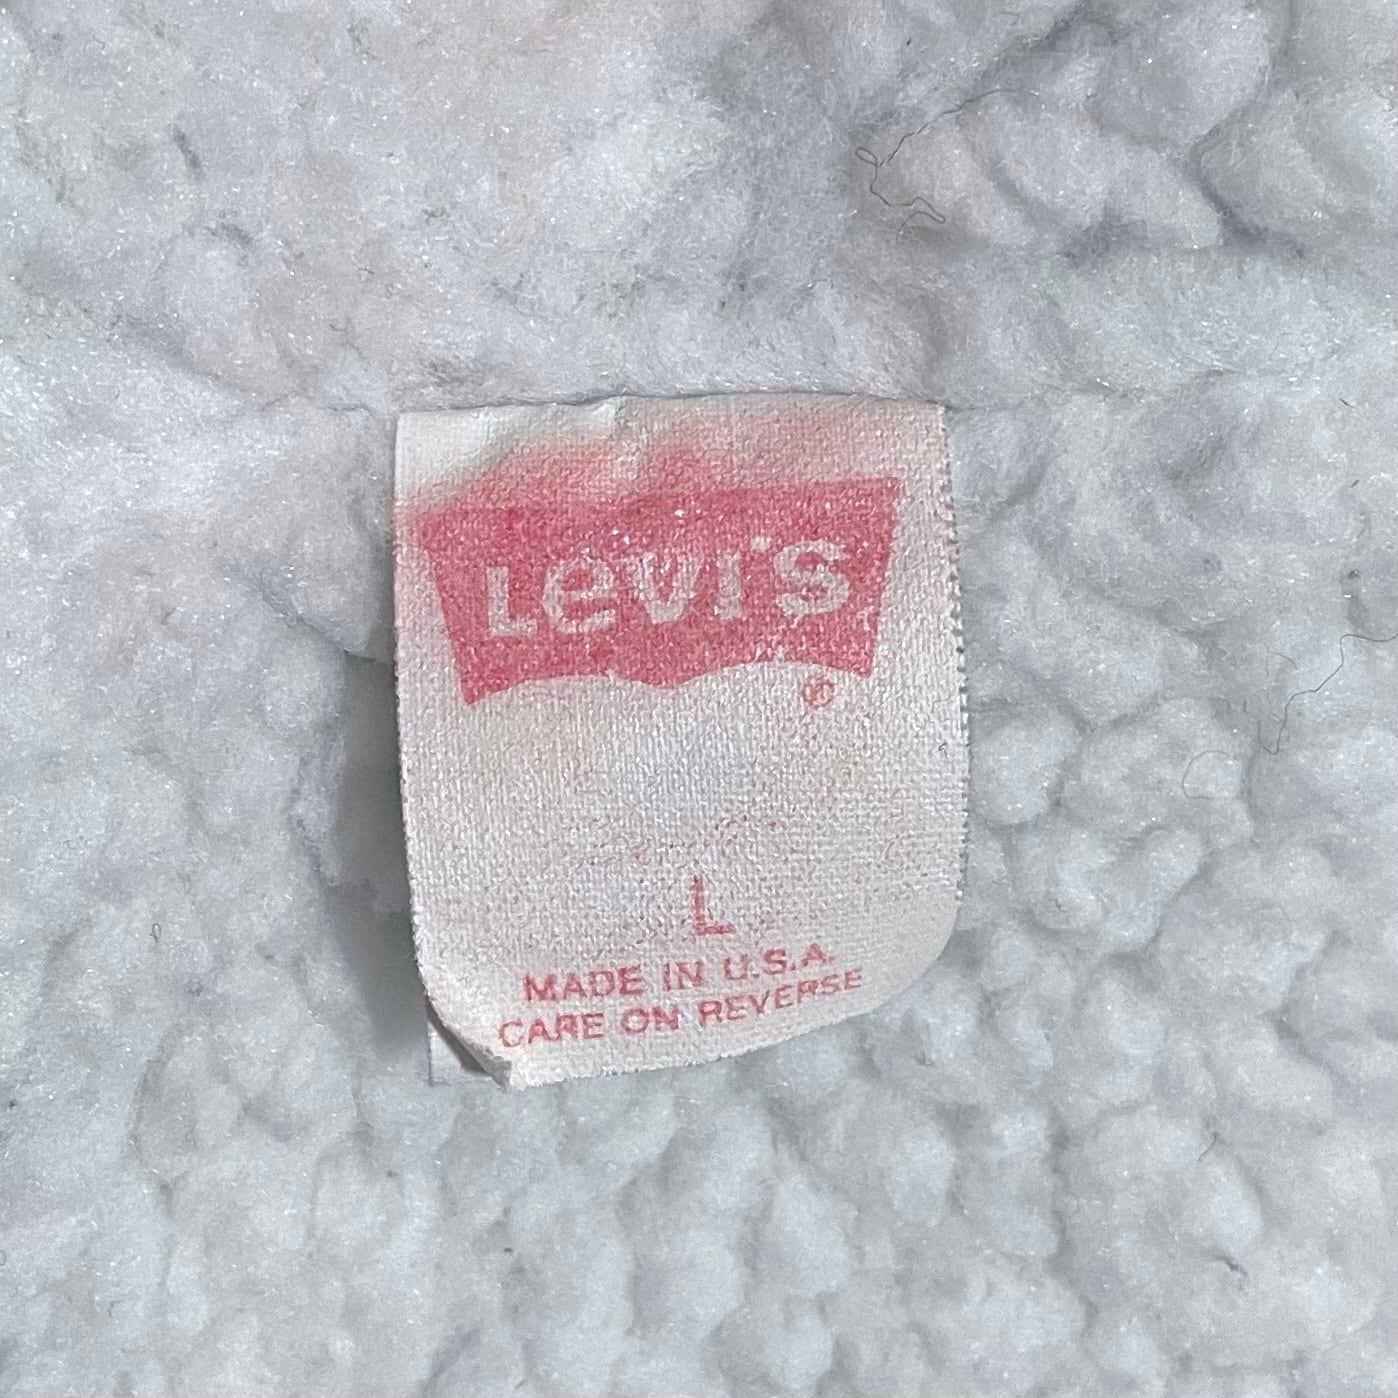 Levi's
®
L
MADE IN U.S.A.
CARE ON REVERSE